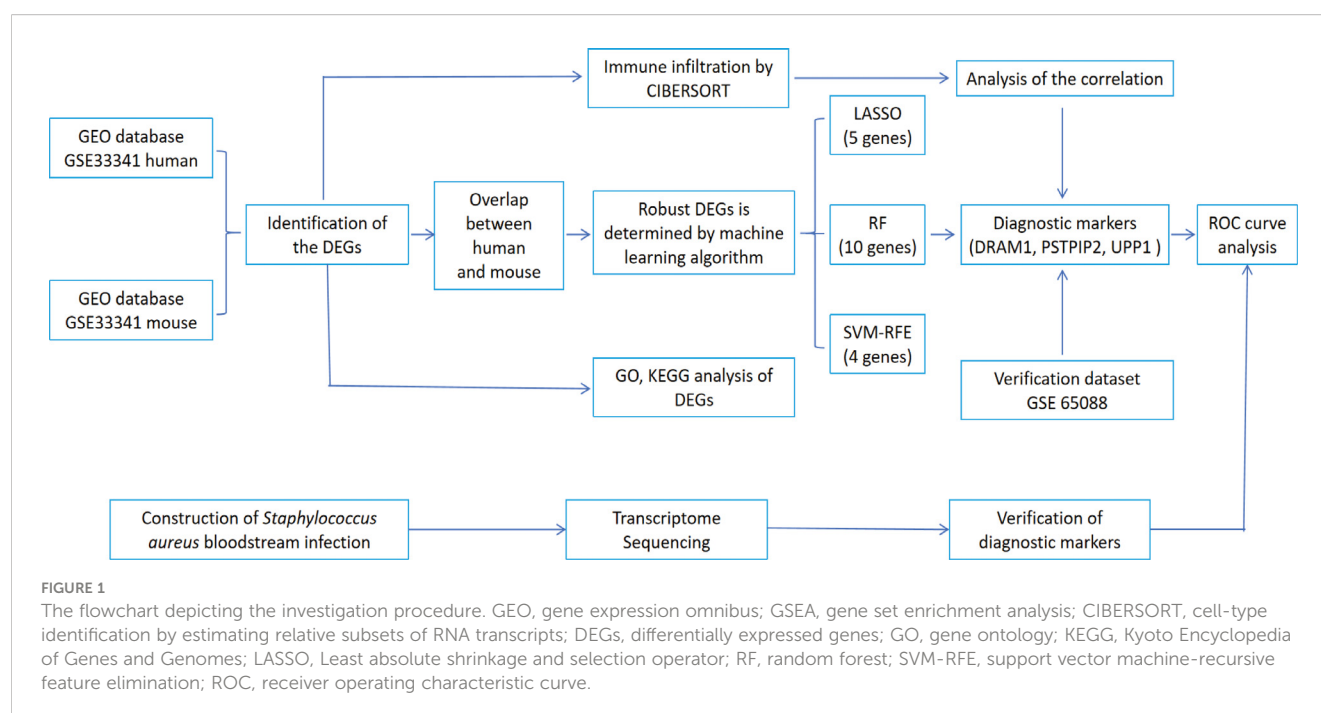 Immune infiltration by
CIBERSORT
Analysis of the correlation
GEO database
GSE33341 human
LASSO
(5 genes)
Identification of
the DEGs
Overlap
between
human
and mouse
Robust DEGs is
determined by machine
learning algorithm
RF
(10 genes)
Diagnostic markers
(DRAM1, PSTPIP2, UPP1 )
ROC curve
analysis
GEO database
GSE33341 mouse
SVM-RFE
(4 genes)
GO, KEGG analysis of
DEGs
Verification dataset
GSE 65088
Construction of Staphylococcus
aureus bloodstream infection
Transcriptome
Sequencing
Verification of
diagnostic markers
FIGURE 1
The flowchart depicting the investigation procedure. GEO, gene expression omnibus; GSEA, gene set enrichment analysis; CIBERSORT, cell-type
identification by estimating relative subsets of RNA transcripts; DEGs, differentially expressed genes; GO, gene ontology; KEGG, Kyoto Encyclopedia
of Genes and Genomes; LASSO, Least absolute shrinkage and selection operator; RF, random forest; SVM-RFE, support vector machine-recursive
feature elimination; ROC, receiver operating characteristic curve.